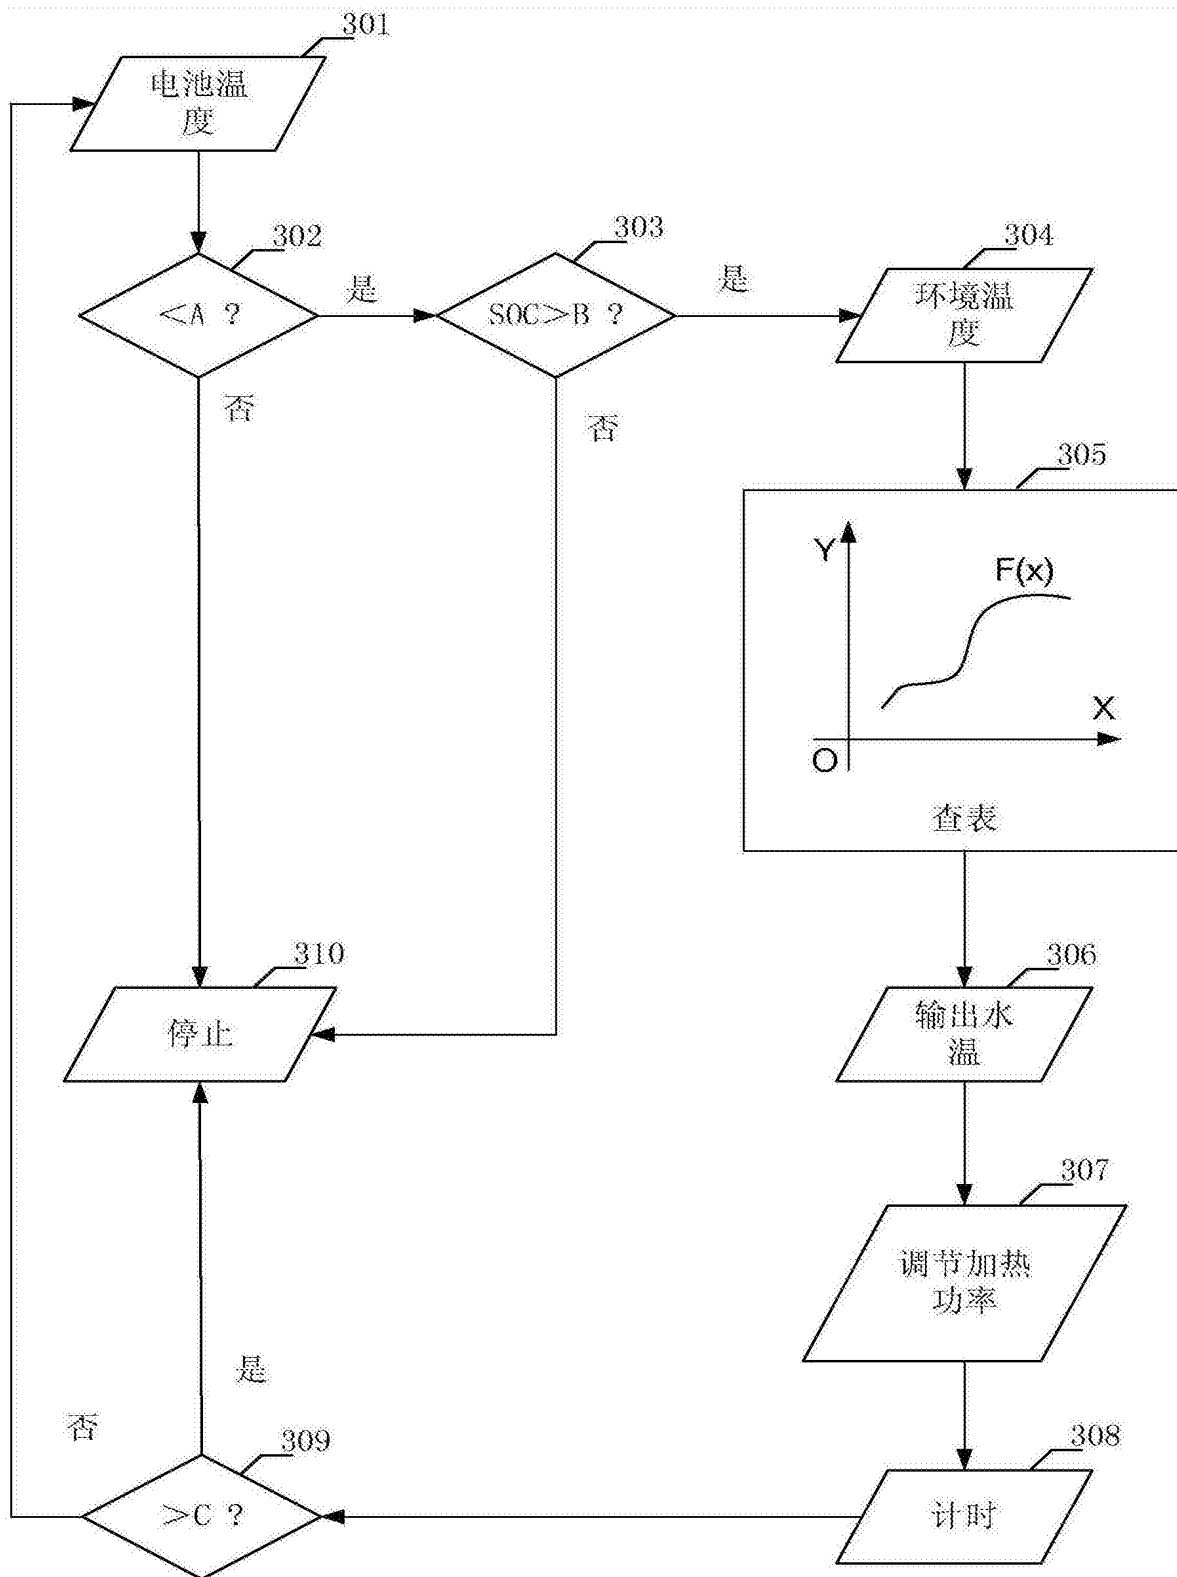 301
电池温
度
302
<A ?
是
303
SOC>B ?
是
304
环境温
度
否
否
305
Y
F(x)
X
O
查表
310
停止
306
输出水
温
307
调节加热
功率
是
否
309
>C ?
308
计时